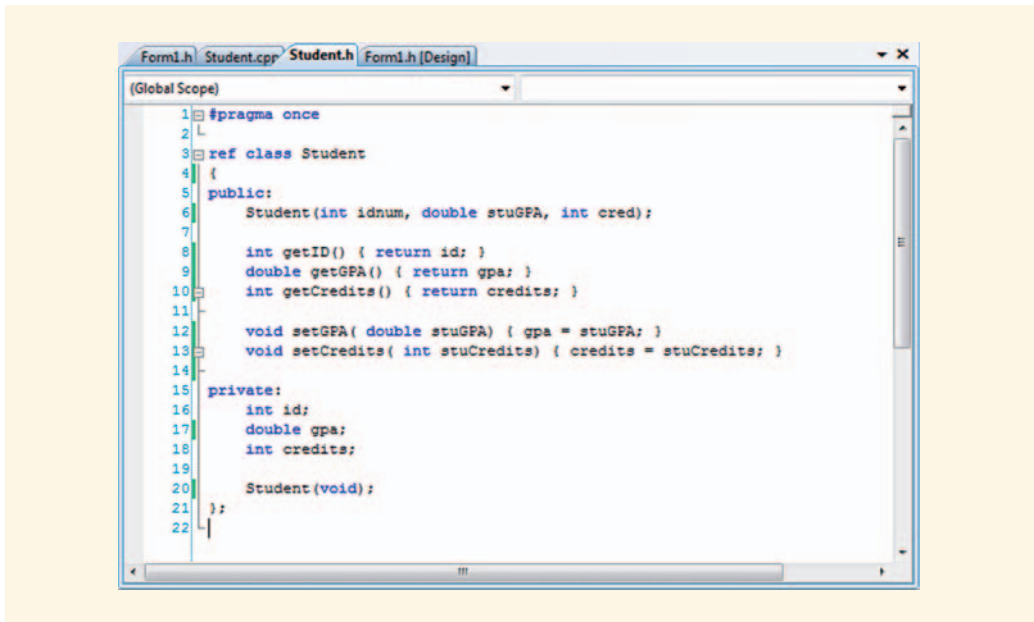 Form1.h Student.cpp Student.h Form1.h [Design]
(Global Scope)
1 #pragma once
2
3 ref class Student
4 {
5 public:
6 Student(int idnum, double stuGPA, int cred);
7
8 int getID() { return id; }
9 double getGPA() { return gpa; }
10 int getCredits() { return credits; }
11
12 void setGPA( double stuGPA) { gpa = stuGPA; }
13 void setCredits( int stuCredits) { credits = stuCredits; }
14
15 private:
16 int id;
17 double gpa;
18 int credits;
19
20 Student(void);
21 };
22